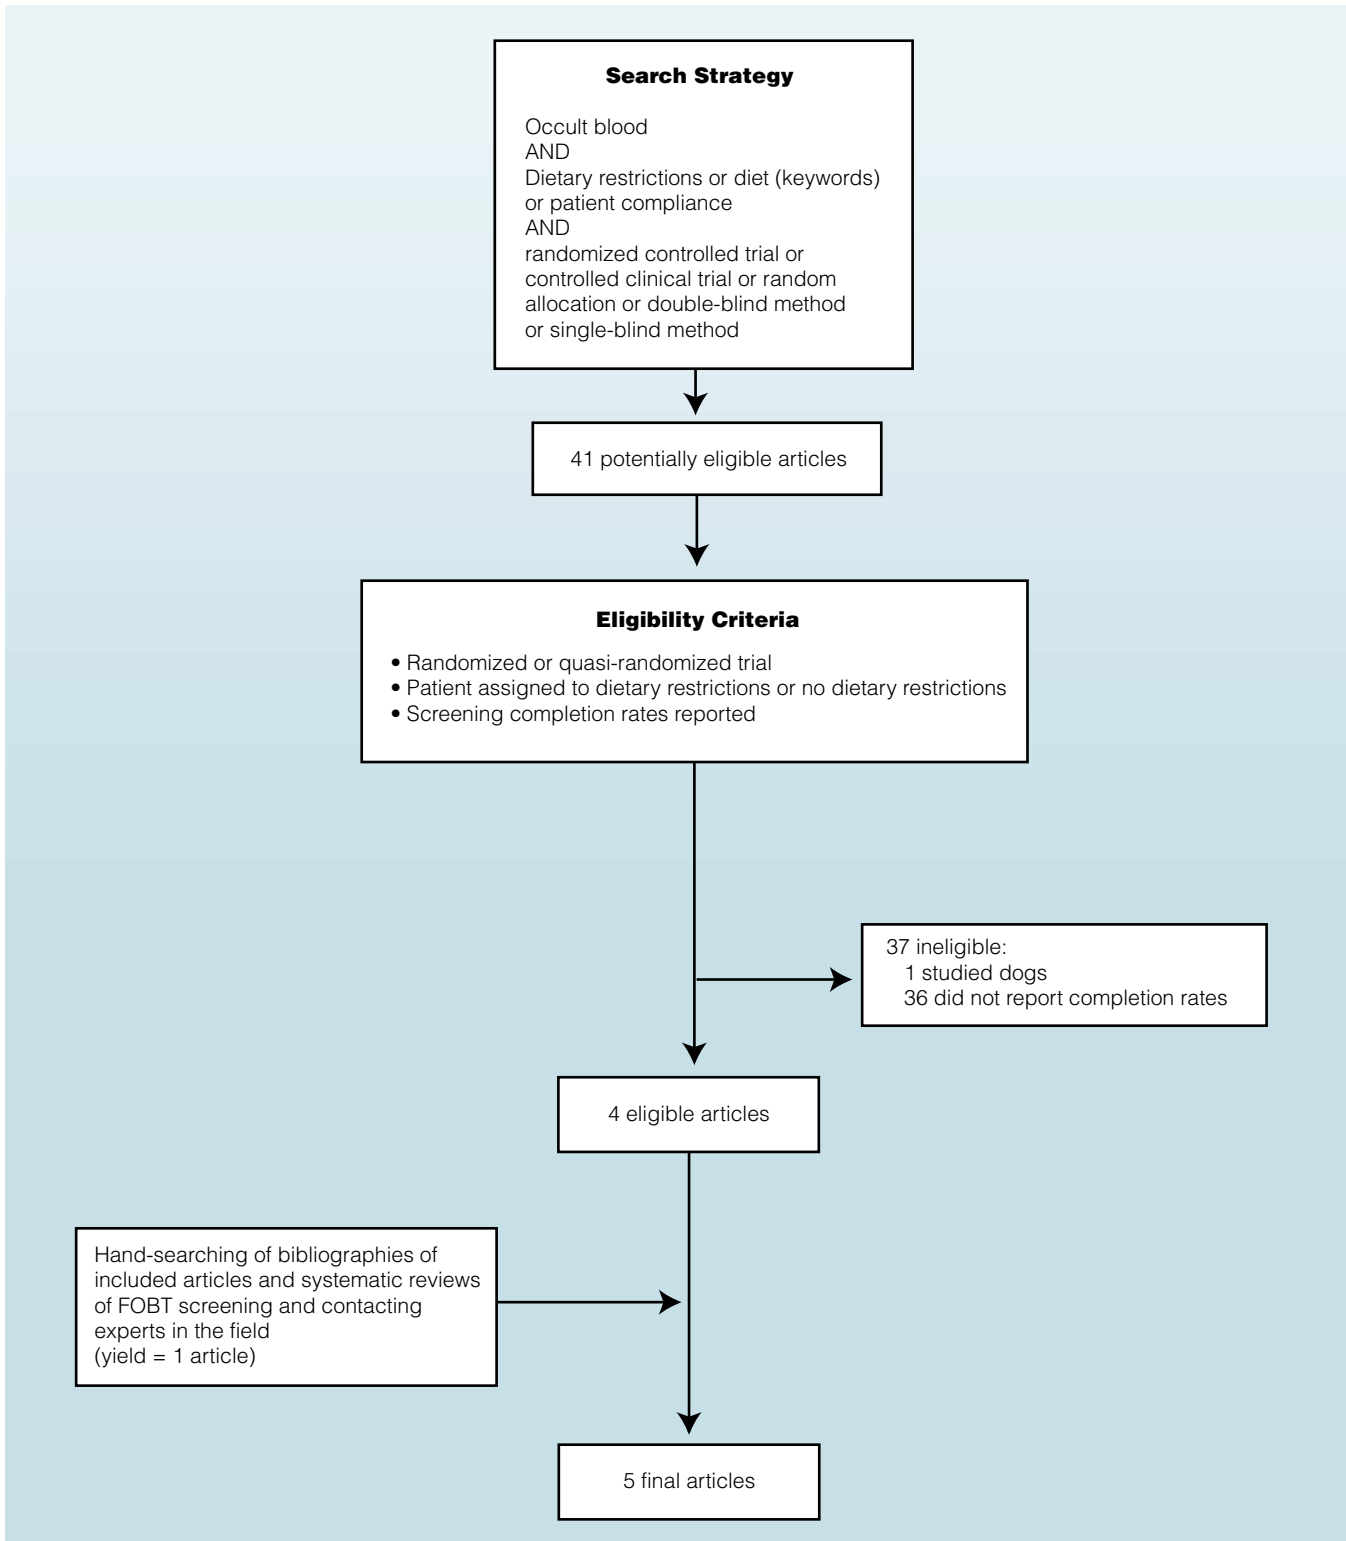 Search Strategy
Occult blood
AND
Dietary restrictions or diet (keywords)
or patient compliance
AND
randomized controlled trial or
controlled clinical trial or random
allocation or double-blind method
or single-blind method
41 potentially eligible articles
Eligibility Criteria
• Randomized or quasi-randomized trial
• Patient assigned to dietary restrictions or no dietary restrictions
• Screening completion rates reported
37 ineligible:
1 studied dogs
36 did not report completion rates
4 eligible articles
Hand-searching of bibliographies of
included articles and systematic reviews
of FOBT screening and contacting
experts in the field
(yield = 1 article)
5 final articles